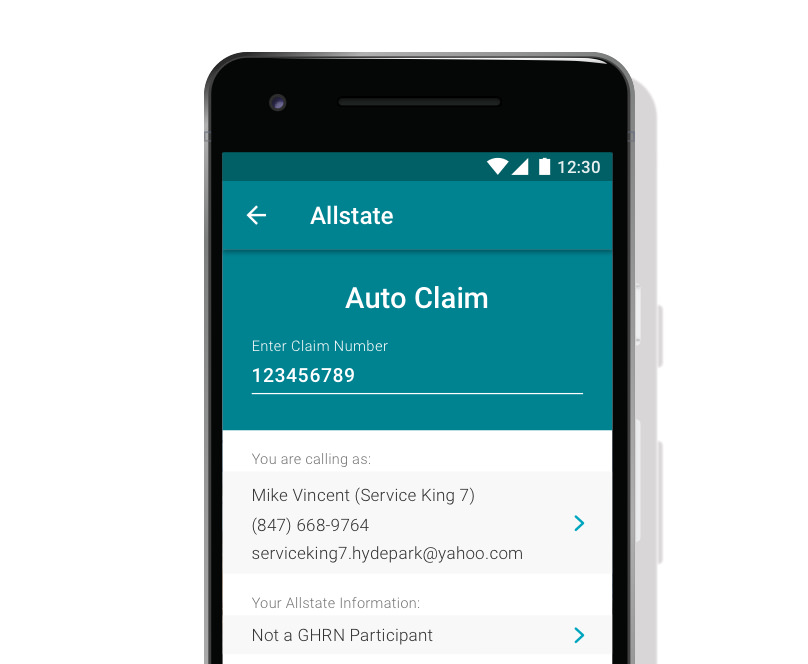 12:30
Allstate
Auto Claim
Enter Claim Number
123456789
You are calling as:
Mike Vincent (Service King 7)
(847) 668-9764
serviceking7.hydepark@yahoo.com
Your Allstate Information:
Not a GHRN Participant